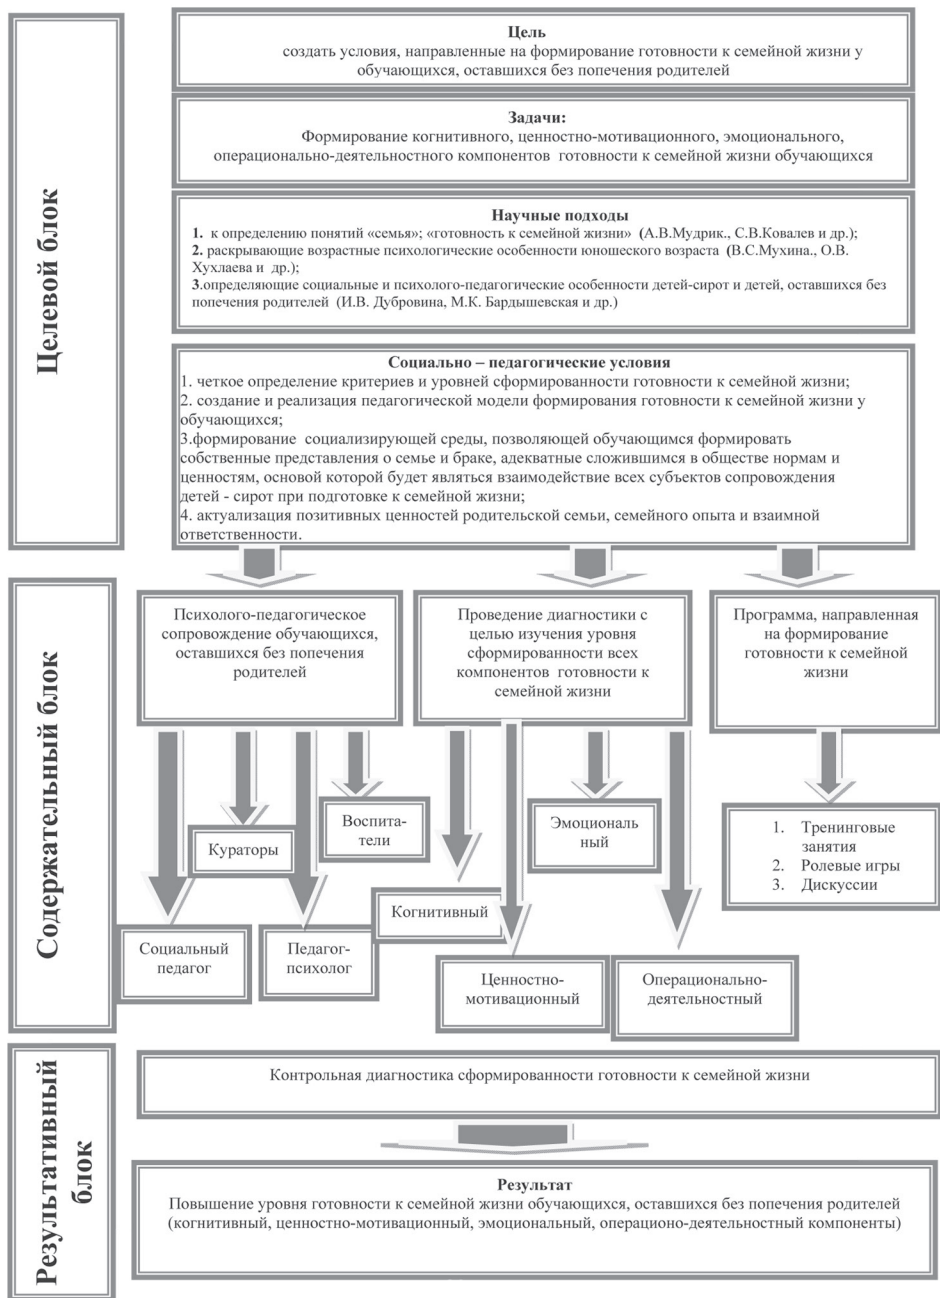 Целевой блок
Цель
создать условия, направленные на формирование готовности к семейной жизни у
обучающихся, оставшихся без попечения родителей
Задачи:
Формирование когнитивного, ценностно-мотивационного, эмоционального,
операционально-деятельностного компонентов готовности к семейной жизни обучающихся
Научные подходы
1. к определению понятий «семья»; «готовность к семейной жизни» (А.В.Мудрик., С.В.Ковалев и др.);
2. раскрывающие возрастные психологические особенности юношеского возраста (В.С.Мухина., О.В.
Хухлаева и др.);
3.определяющие социальные и психолого-педагогические особенности детей-сирот и детей, оставшихся без
попечения родителей (И.В. Дубровина, М.К. Бардышевская и др.)
Социально – педагогические условия
1. четкое определение критериев и уровней сформированности готовности к семейной жизни;
2. создание и реализация педагогической модели формирования готовности к семейной жизни у
обучающихся;
3.формирование социализирующей среды, позволяющей обучающимся формировать
собственные представления о семье и браке, адекватные сложившимся в обществе нормам и
ценностям, основой которой будет являться взаимодействие всех субъектов сопровождения
детей - сирот при подготовке к семейной жизни;
4. актуализация позитивных ценностей родительской семьи, семейного опыта и взаимной
ответственности.
Содержательный блок
Психолого-педагогическое
сопровождение обучающихся,
оставшихся без попечения
родителей
Проведение диагностики с
целью изучения уровня
сформированности всех
компонентов готовности к
семейной жизни
Программа, направленная
на формирование
готовности к семейной
жизни
Социальный
педагог
Кураторы
Педагог-
психолог
Воспита-
тели
Когнитивный
Ценностно-
мотивационный
Эмоциональ
ный
Операционально-
деятельностный
1. Тренинговые
занятия
2. Ролевые игры
3. Дискуссии
Результативный
блок
Контрольная диагностика сформированности готовности к семейной жизни
Результат
Повышение уровня готовности к семейной жизни обучающихся, оставшихся без попечения родителей
(когнитивный, ценностно-мотивационный, эмоциональный, операционо-деятельностный компоненты)